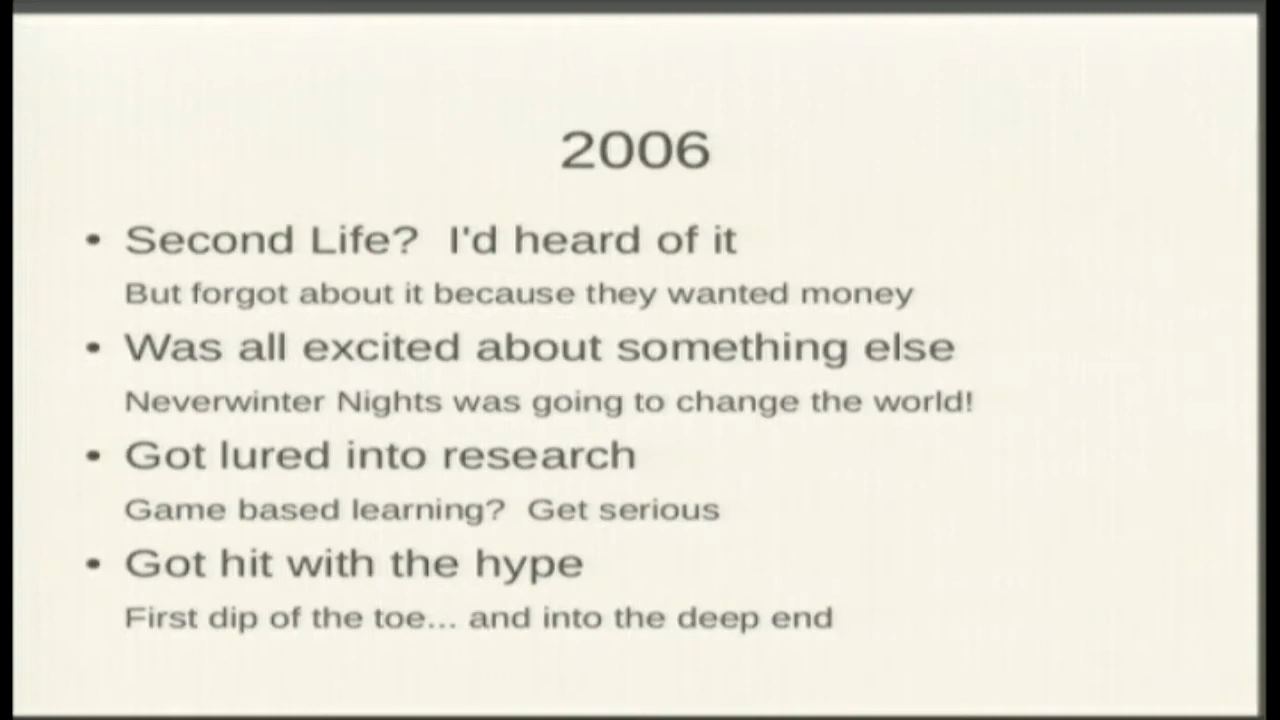 2006
• Second Life?  I'd heard of it
But forgot about it because they wanted money
• Was all excited about something else
Neverwinter Nights was going to change the world!
• Got lured into research
Game based learning?  Get serious
• Got hit with the hype
First dip of the toe... and into the deep end